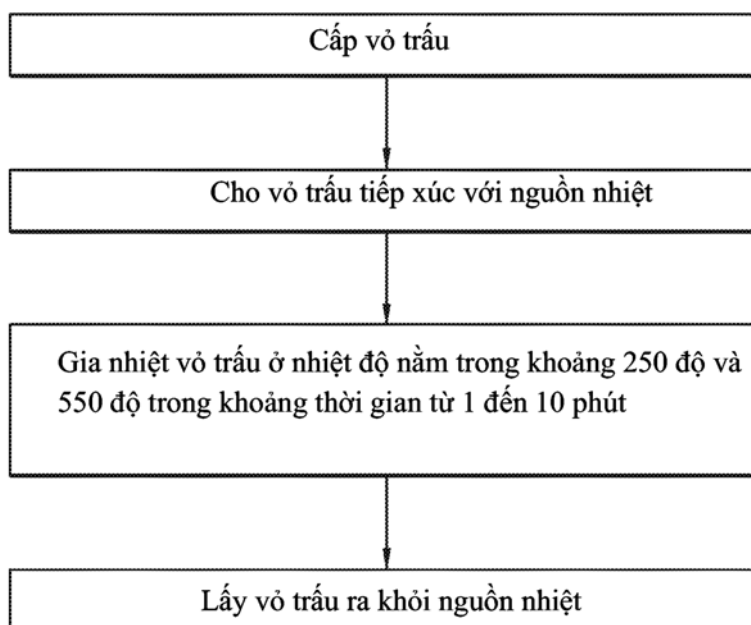 Cấp vỏ trấu
Cho vỏ trấu tiếp xúc với nguồn nhiệt
Gia nhiệt vỏ trấu ở nhiệt độ nằm trong khoảng 250 độ và
550 độ trong khoảng thời gian từ 1 đến 10 phút
Lấy vỏ trấu ra khỏi nguồn nhiệt